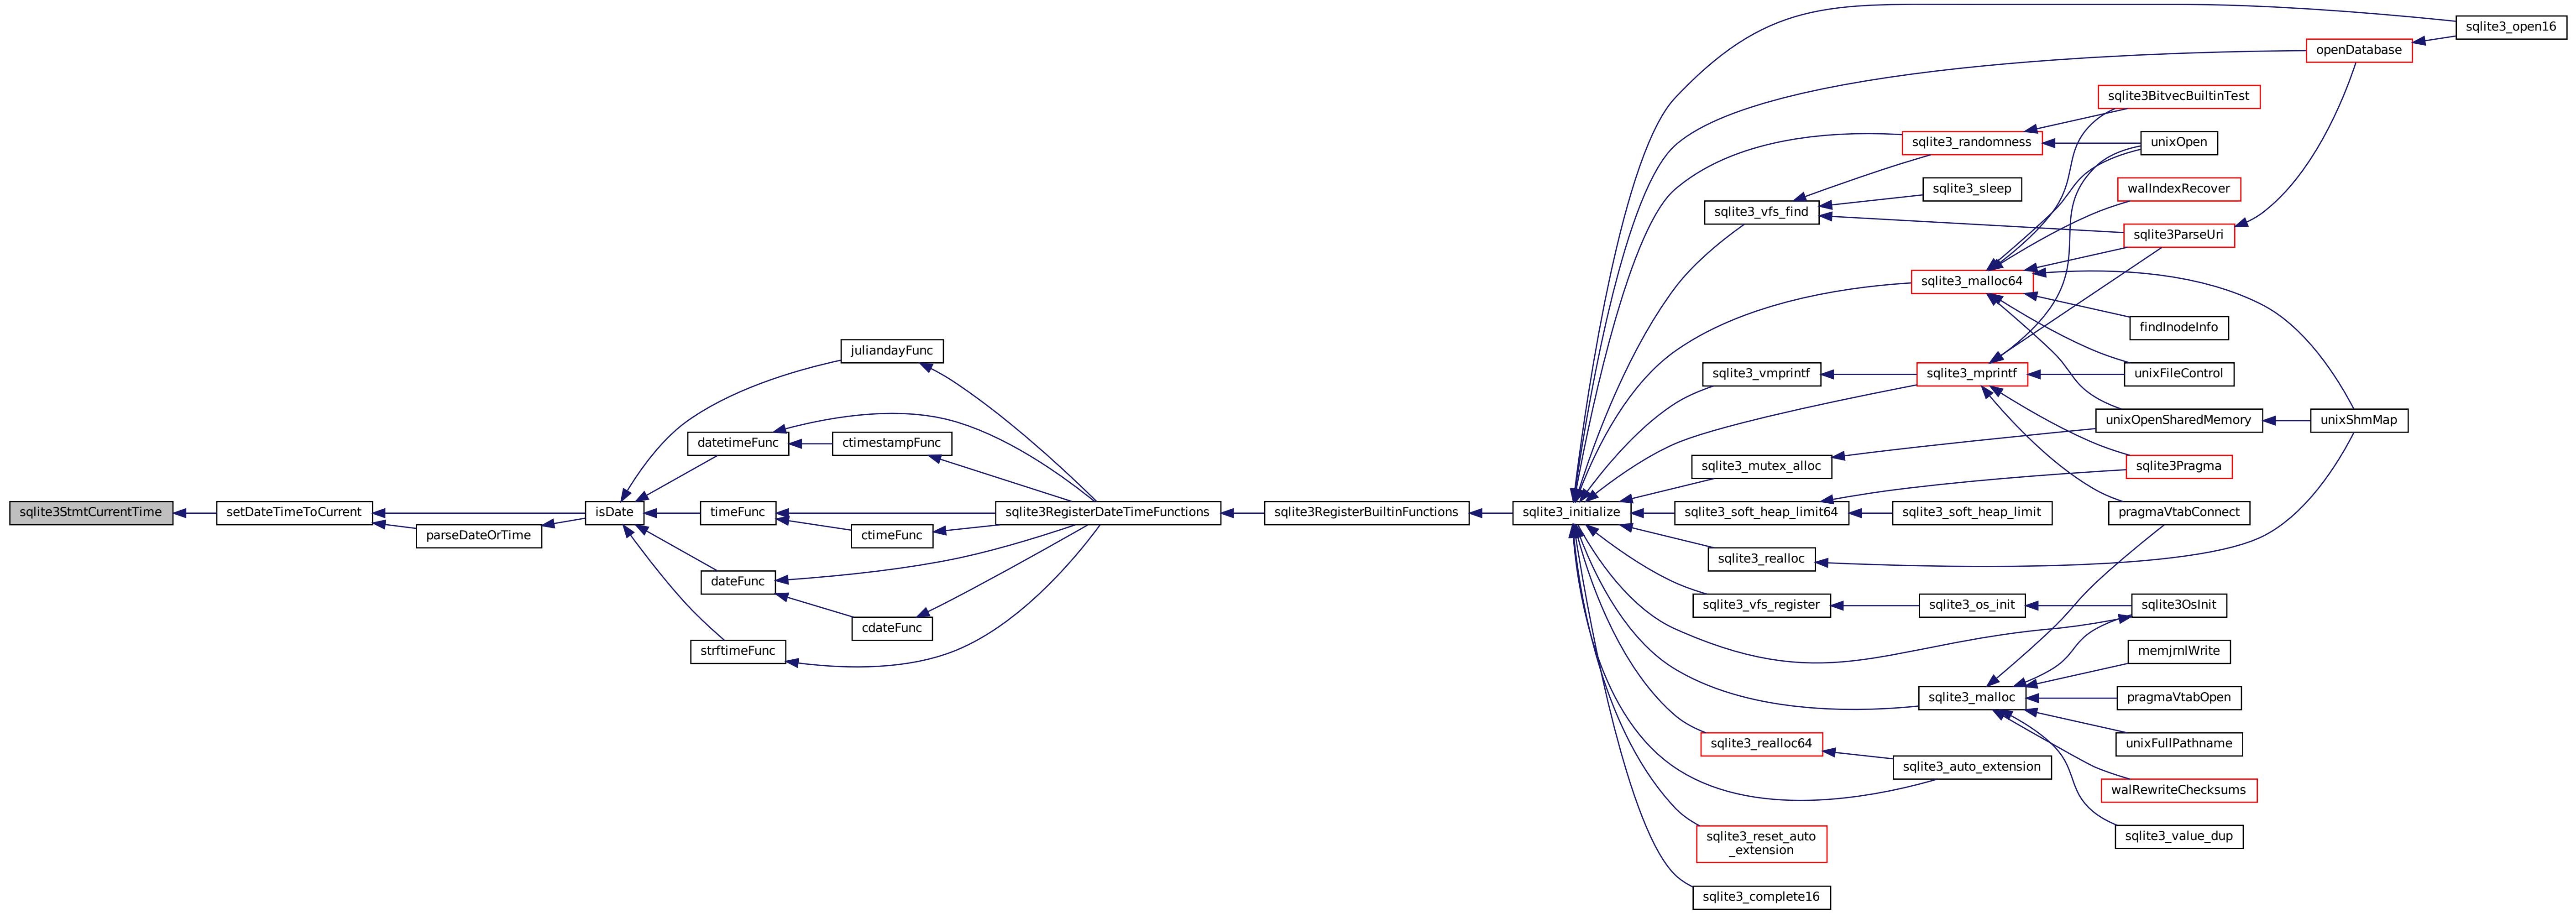 sqlite3StmtCurrentTime
setDateTimeToCurrent
parseDateOrTime
isDate
juliandayFunc
datetimeFunc
ctimestampFunc
timeFunc
ctimeFunc
dateFunc
cdateFunc
strftimeFunc
sqlite3RegisterDateTimeFunctions
sqlite3RegisterBuiltinFunctions
sqlite3_initialize
sqlite3_open16
openDatabase
sqlite3BitvecBuiltinTest
sqlite3_randomness
unixOpen
sqlite3_sleep
walIndexRecover
sqlite3_vfs_find
sqlite3ParseUri
sqlite3_malloc64
findInodeInfo
sqlite3_vmprintf
sqlite3_mprintf
unixFileControl
unixOpenSharedMemory
unixShmMap
sqlite3_mutex_alloc
sqlite3Pragma
sqlite3_soft_heap_limit64
sqlite3_soft_heap_limit
pragmaVtabConnect
sqlite3_realloc
sqlite3_vfs_register
sqlite3_os_init
sqlite3OsInit
memjrnlWrite
sqlite3_malloc
pragmaVtabOpen
sqlite3_realloc64
unixFullPathname
sqlite3_auto_extension
walRewriteChecksums
sqlite3_reset_auto
_extension
sqlite3_value_dup
sqlite3_complete16